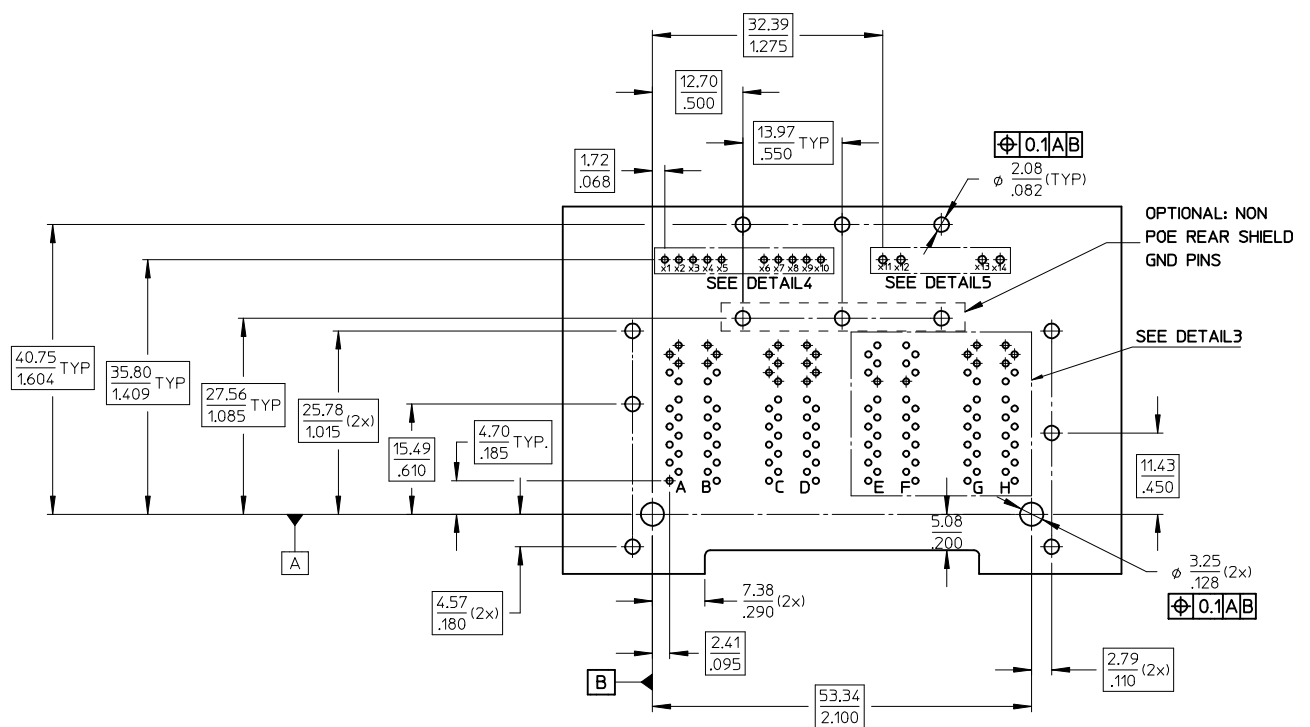 32.39
1.275
12.70
.500
13.97 TYP
.550
1.72
.068
⌖ 0.1 A B
⌀ 2.08 (TYP)
.082
OPTIONAL: NON
POE REAR SHIELD
GND PINS
x1 x2 x3 x4 x5 x6 x7 x8 x9 x10 x11 x12 x13 x14
SEE DETAIL4
SEE DETAIL5
SEE DETAIL3
40.75 TYP
1.604
35.80 TYP
1.409
27.56 TYP
1.085
25.78 (2x)
1.015
15.49
.610
4.70 TYP.
.185
11.43
.450
A B C D E F G H
5.08
.200
A
⌀ 3.25 (2x)
.128
⌖ 0.1 A B
4.57 (2x)
.180
7.38 (2x)
.290
2.41
.095
2.79 (2x)
.110
B
53.34
2.100